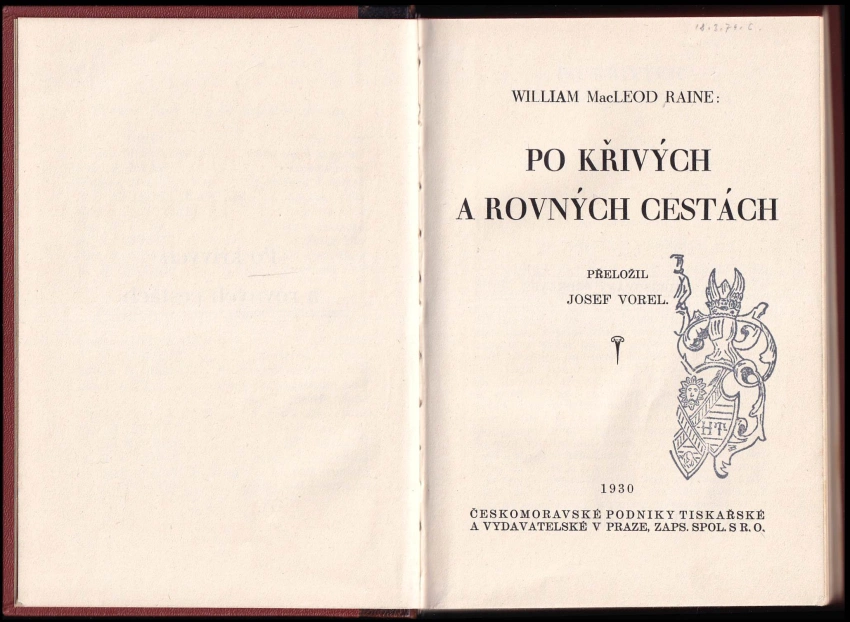 WILLIAM MacLEOD RAINE:
PO KŘIVÝCH
A ROVNÝCH CESTÁCH
PŘELOŽIL
JOSEF VOREL.
1930
ČESKOMORAVSKÉ PODNIKY TISKAŘSKÉ
A VYDAVATELSKÉ V PRAZE, ZAPS. SPOL. S R. O.